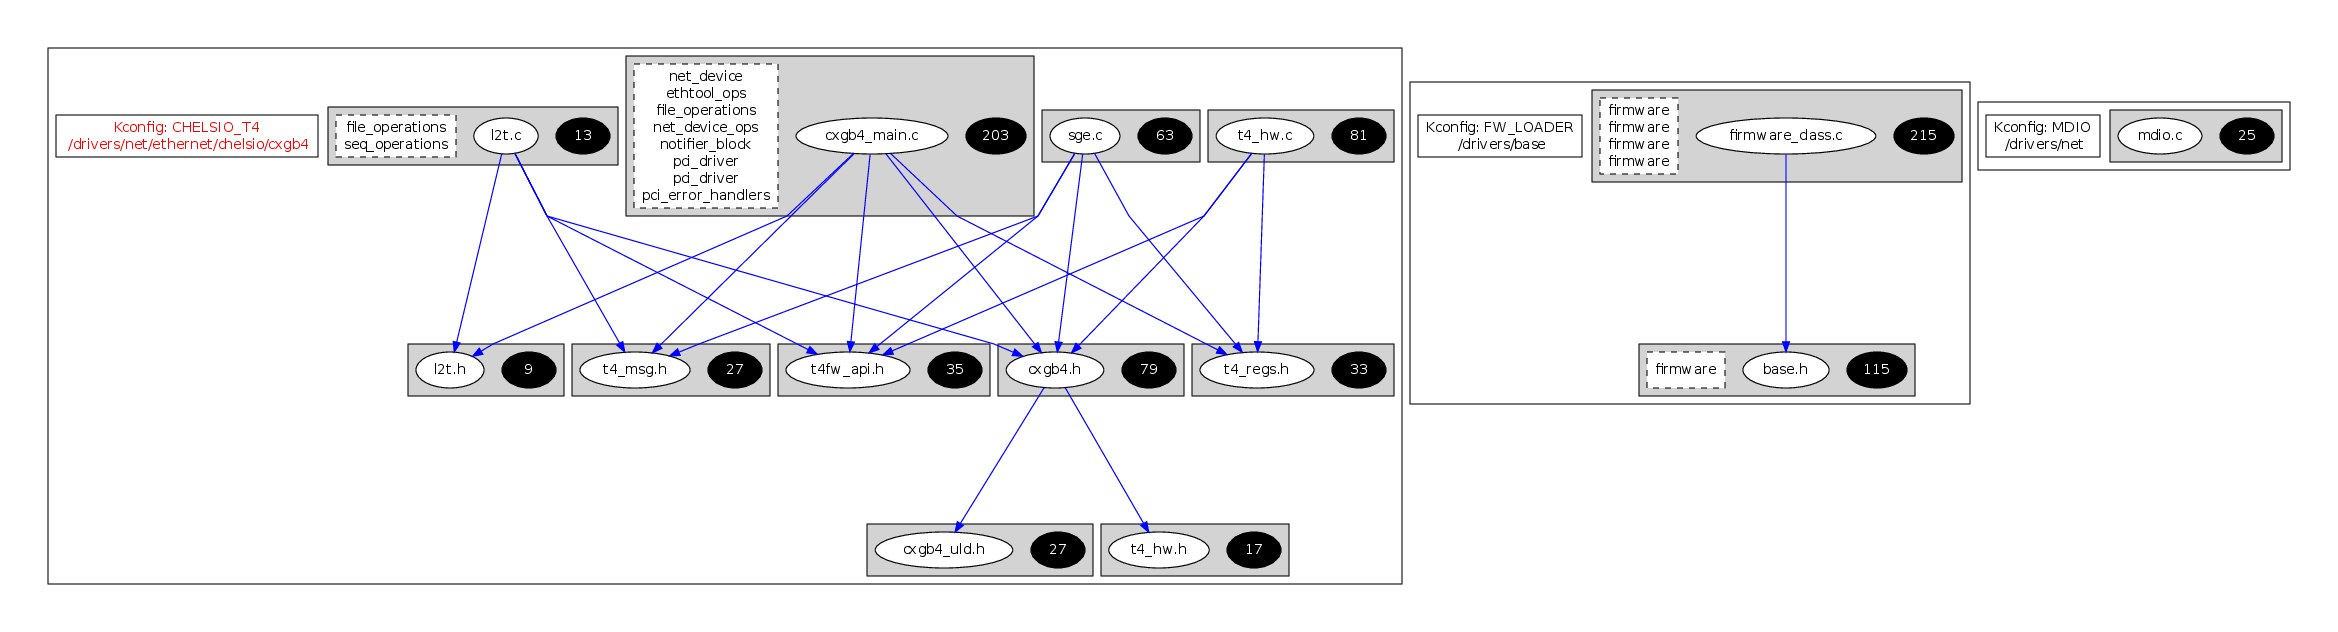 Kconfig: CHELSIO_T4
/drivers/net/ethernet/chelsio/cxgb4
file_operations
seq_operations
l2t.c
13
net_device
ethtool_ops
file_operations
net_device_ops
notifier_block
pci_driver
pci_driver
pci_error_handlers
cxgb4_main.c
203
sge.c
63
t4_hw.c
81
Kconfig: FW_LOADER
/drivers/base
firmware
firmware
firmware
firmware
firmware_class.c
215
Kconfig: MDIO
/drivers/net
mdio.c
25
l2t.h
9
t4_msg.h
27
t4fw_api.h
35
cxgb4.h
79
t4_regs.h
33
firmware
base.h
115
cxgb4_uld.h
27
t4_hw.h
17